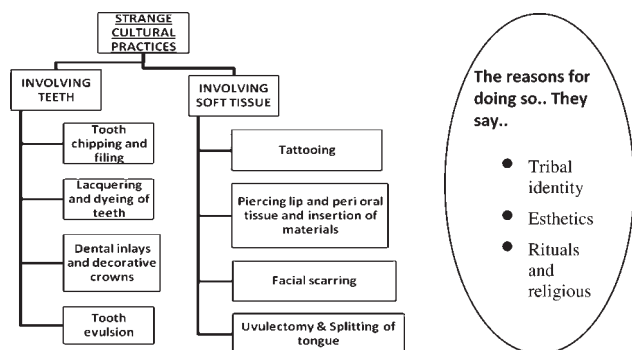 STRANGE
CULTURAL
PRACTICES
INVOLVING
TEETH
Tooth
chipping and
filing
Lacquering
and dyeing of
teeth
Dental inlays
and decorative
crowns
Tooth
evulsion
INVOLVING
SOFT TISSUE
Tattooing
Piercing lip and peri oral
tissue and insertion of
materials
Facial scarring
Uvulectomy & Splitting of
tongue
The reasons for
doing so.. They
say..
● Tribal
identity
● Esthetics
● Rituals
and
religious